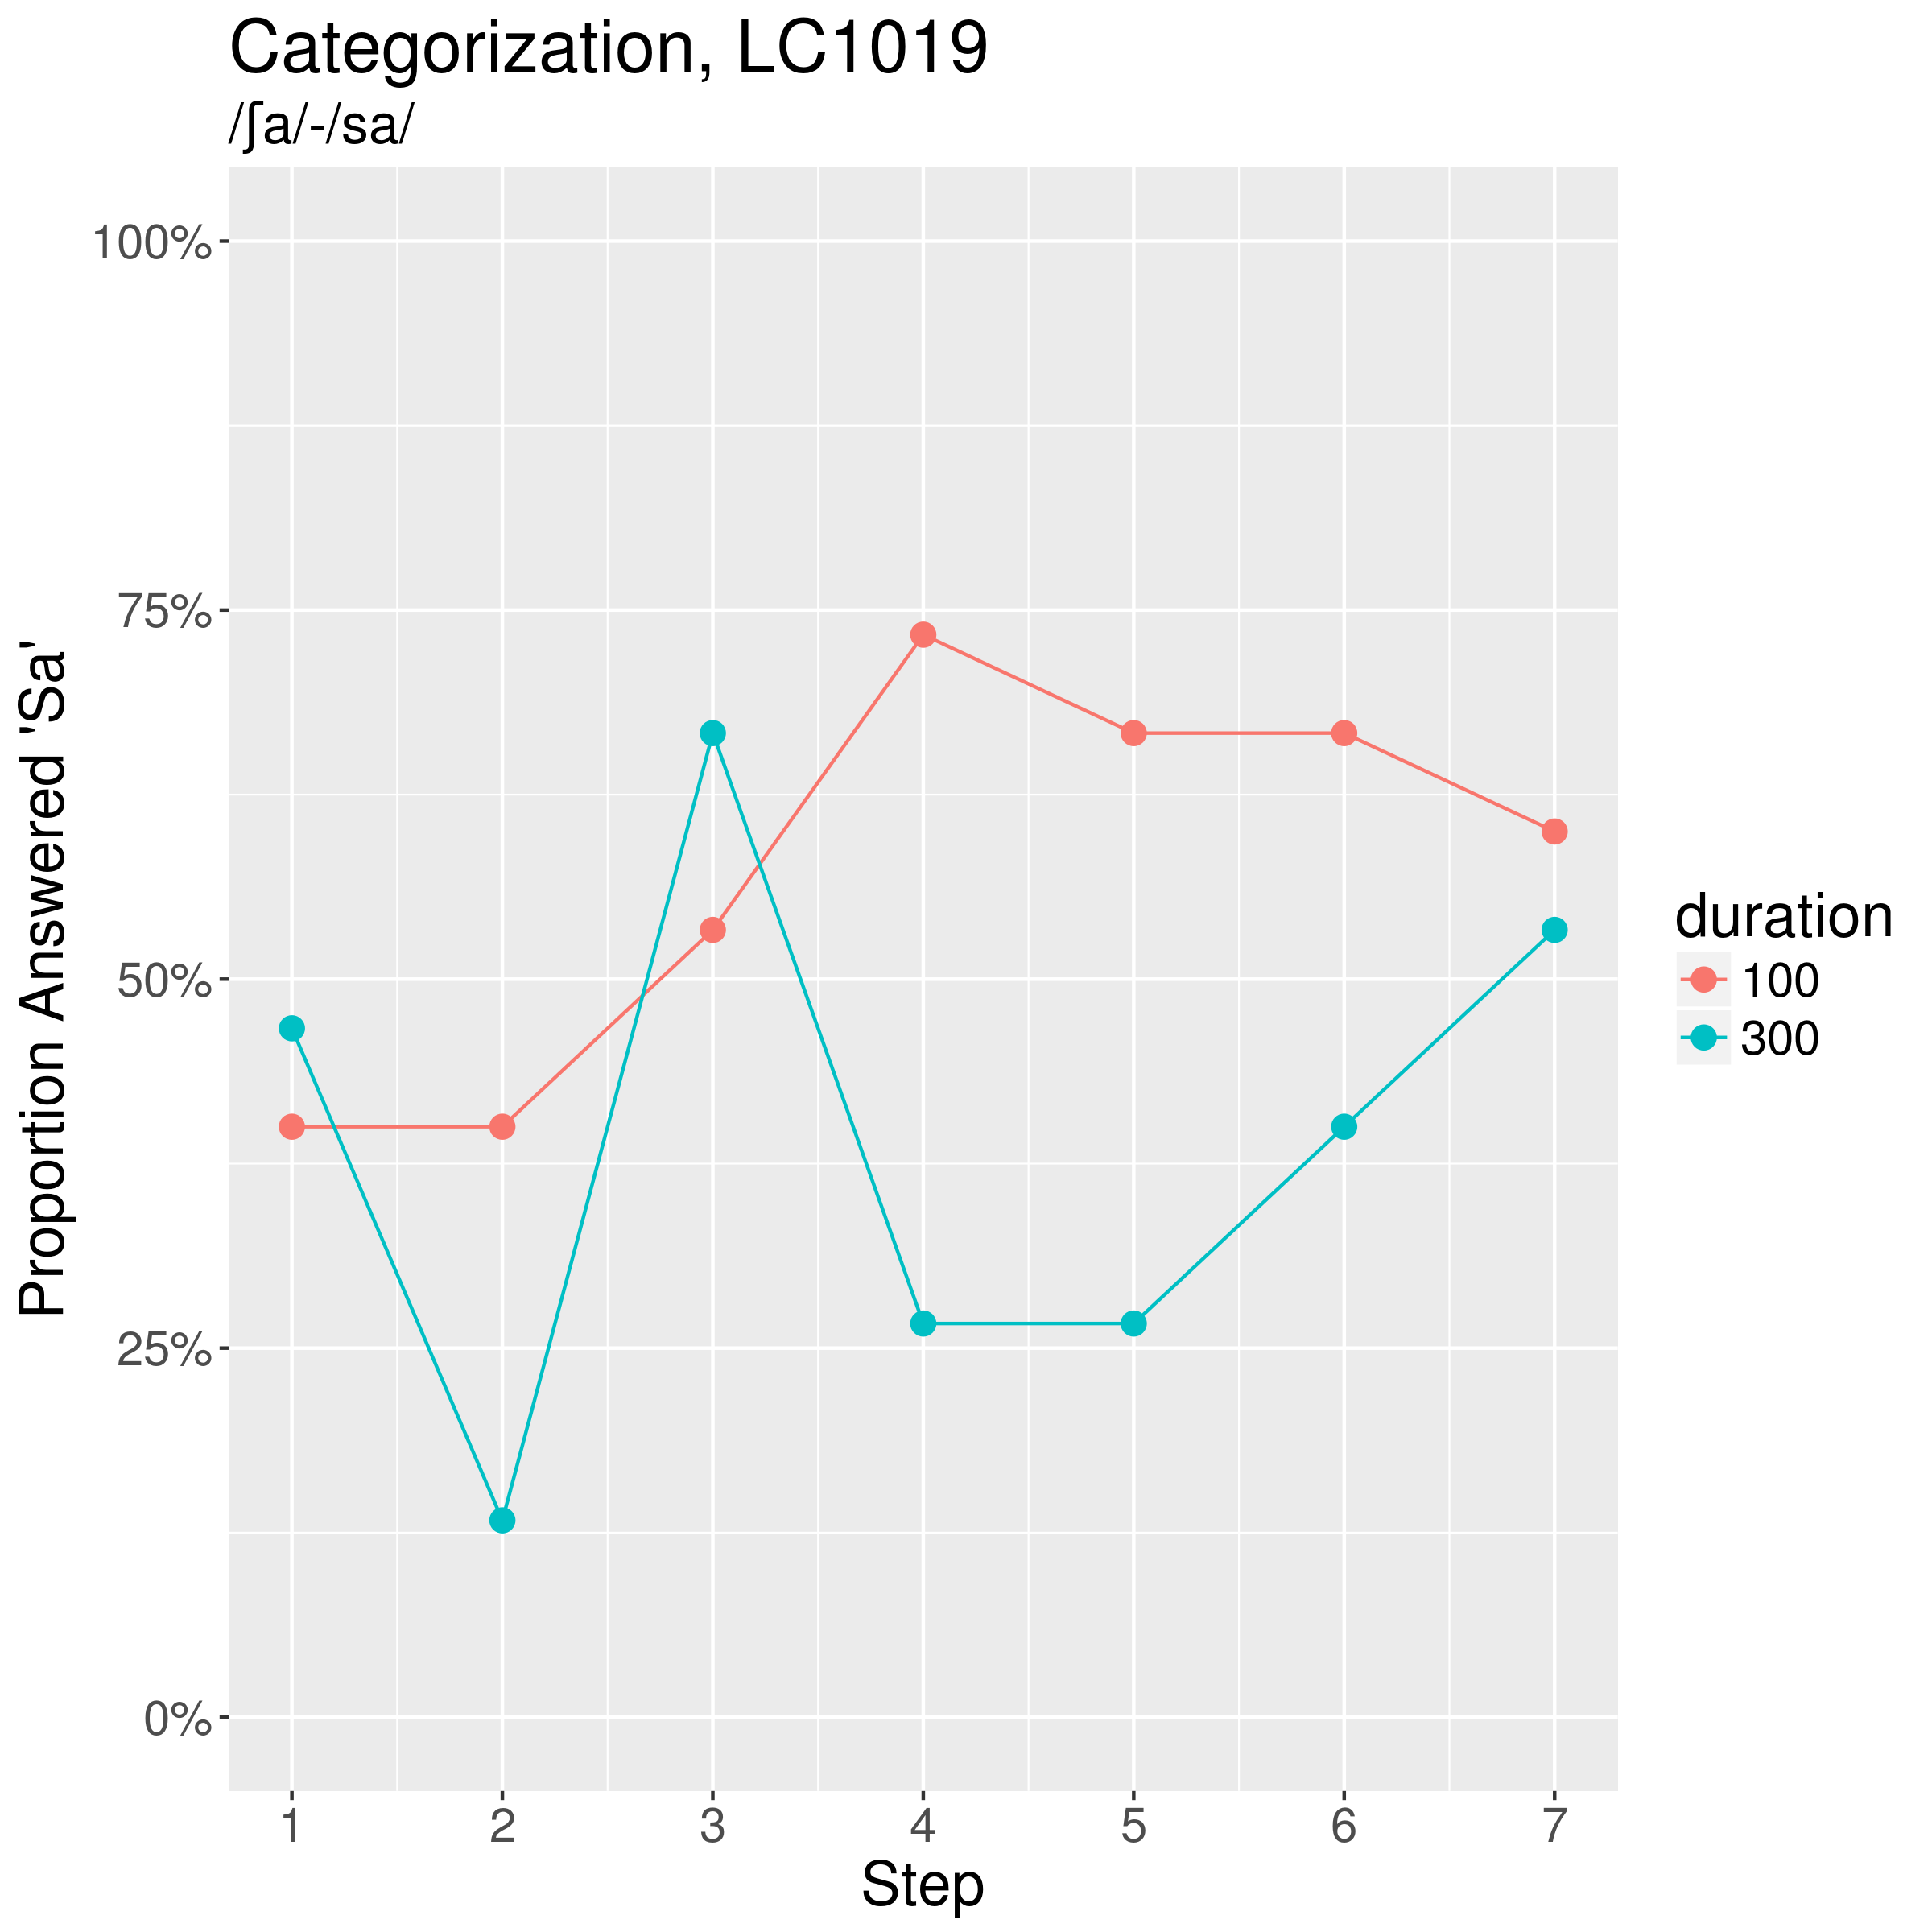 Categorization, LC1019
/ʃa/-/sa/
Proportion Answered 'Sa'
100%
75%
50%
25%
0%
1 2 3 4 5 6 7
Step
duration
100
300